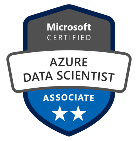 Microsoft
CERTIFIED
AZURE
DATA SCIENTIST
ASSOCIATE